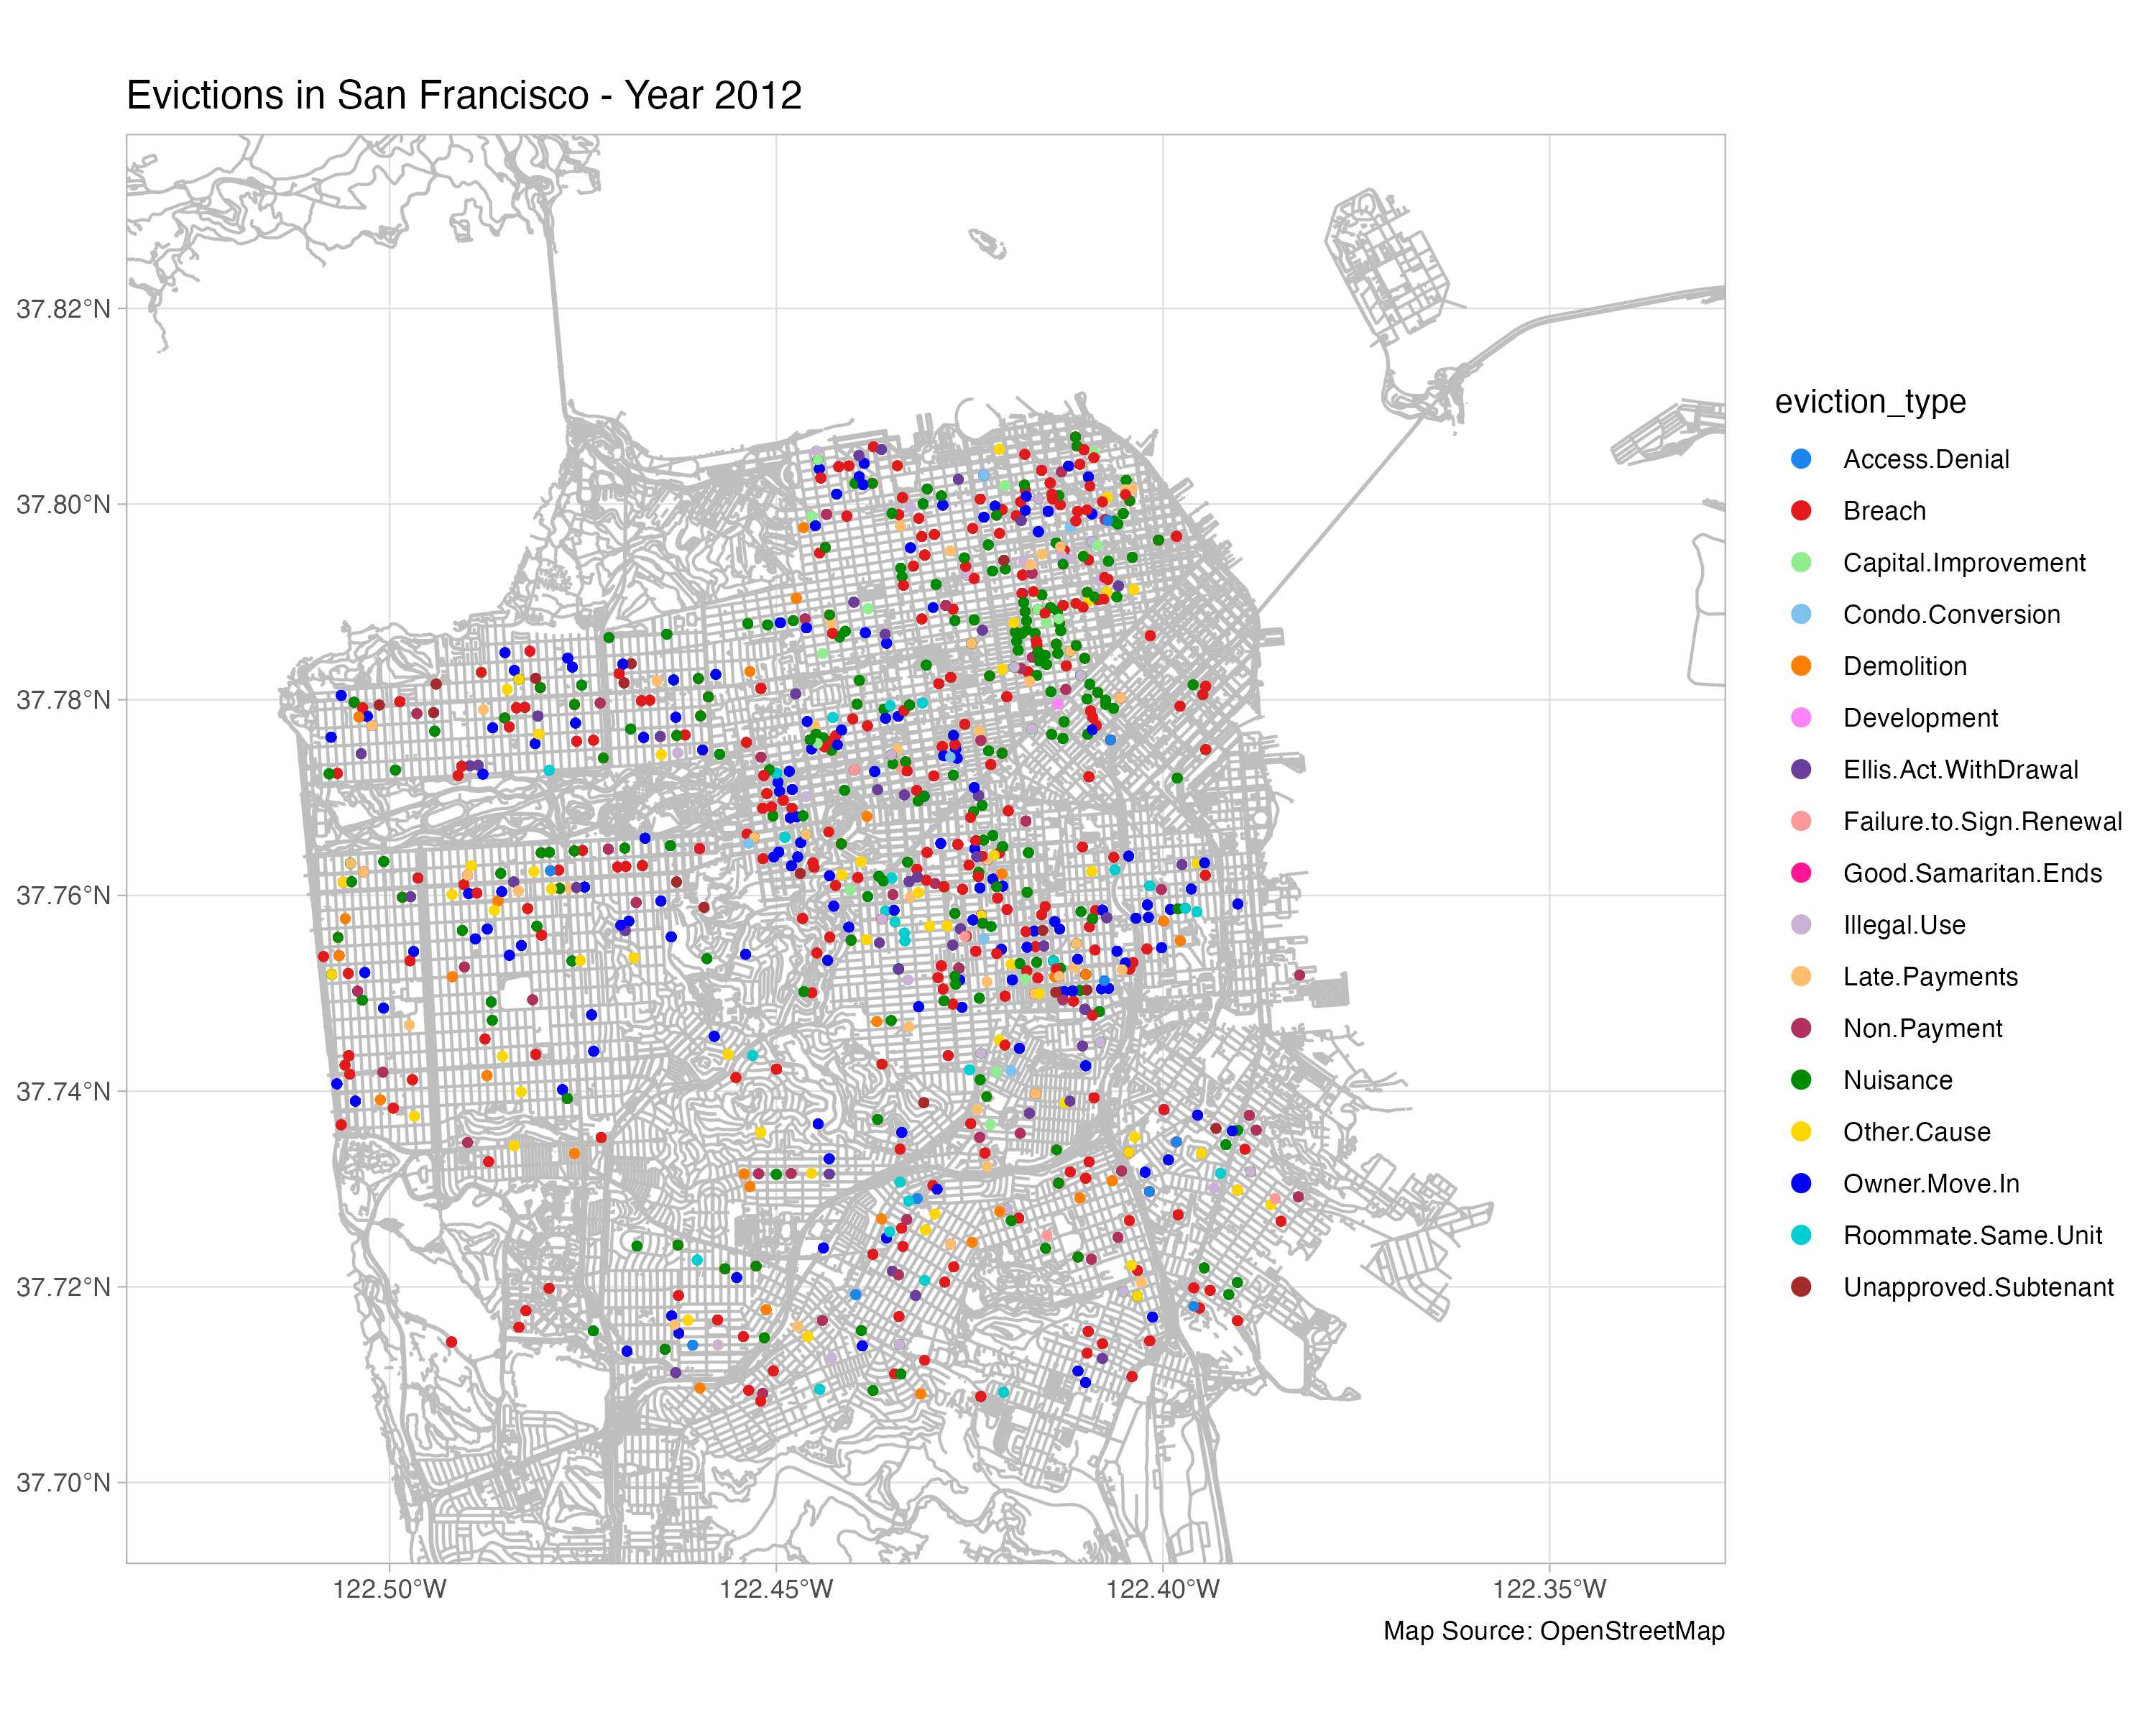 Evictions in San Francisco - Year 2012
37.82°N
37.80°N
37.78°N
37.76°N
37.74°N
37.72°N
37.70°N
122.50°W
122.45°W
122.40°W
122.35°W
Map Source: OpenStreetMap
eviction_type
Access.Denial
Breach
Capital.Improvement
Condo.Conversion
Demolition
Development
Ellis.Act.WithDrawal
Failure.to.Sign.Renewal
Good.Samaritan.Ends
Illegal.Use
Late.Payments
Non.Payment
Nuisance
Other.Cause
Owner.Move.In
Roommate.Same.Unit
Unapproved.Subtenant